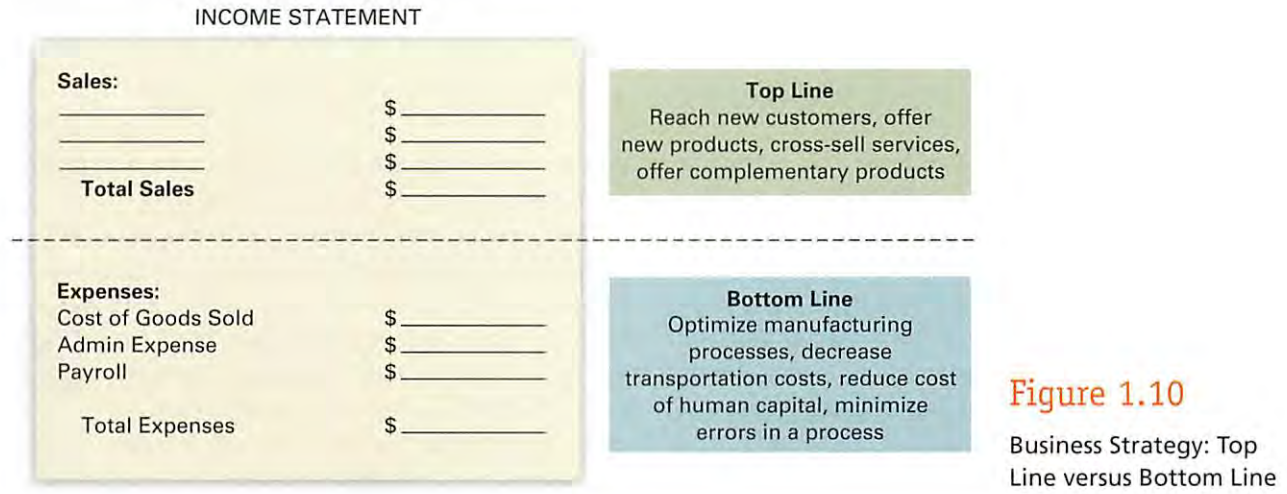 INCOME STATEMENT
Sales:
$
$
$
Total Sales $
Top Line
Reach new customers, offer
new products, cross-sell services,
offer complementary products
Expenses:
Cost of Goods Sold $
Admin Expense $
Payroll $
Total Expenses $
Bottom Line
Optimize manufacturing
processes, decrease
transportation costs, reduce cost
of human capital, minimize
errors in a process
Figure 1.10
Business Strategy: Top
Line versus Bottom Line